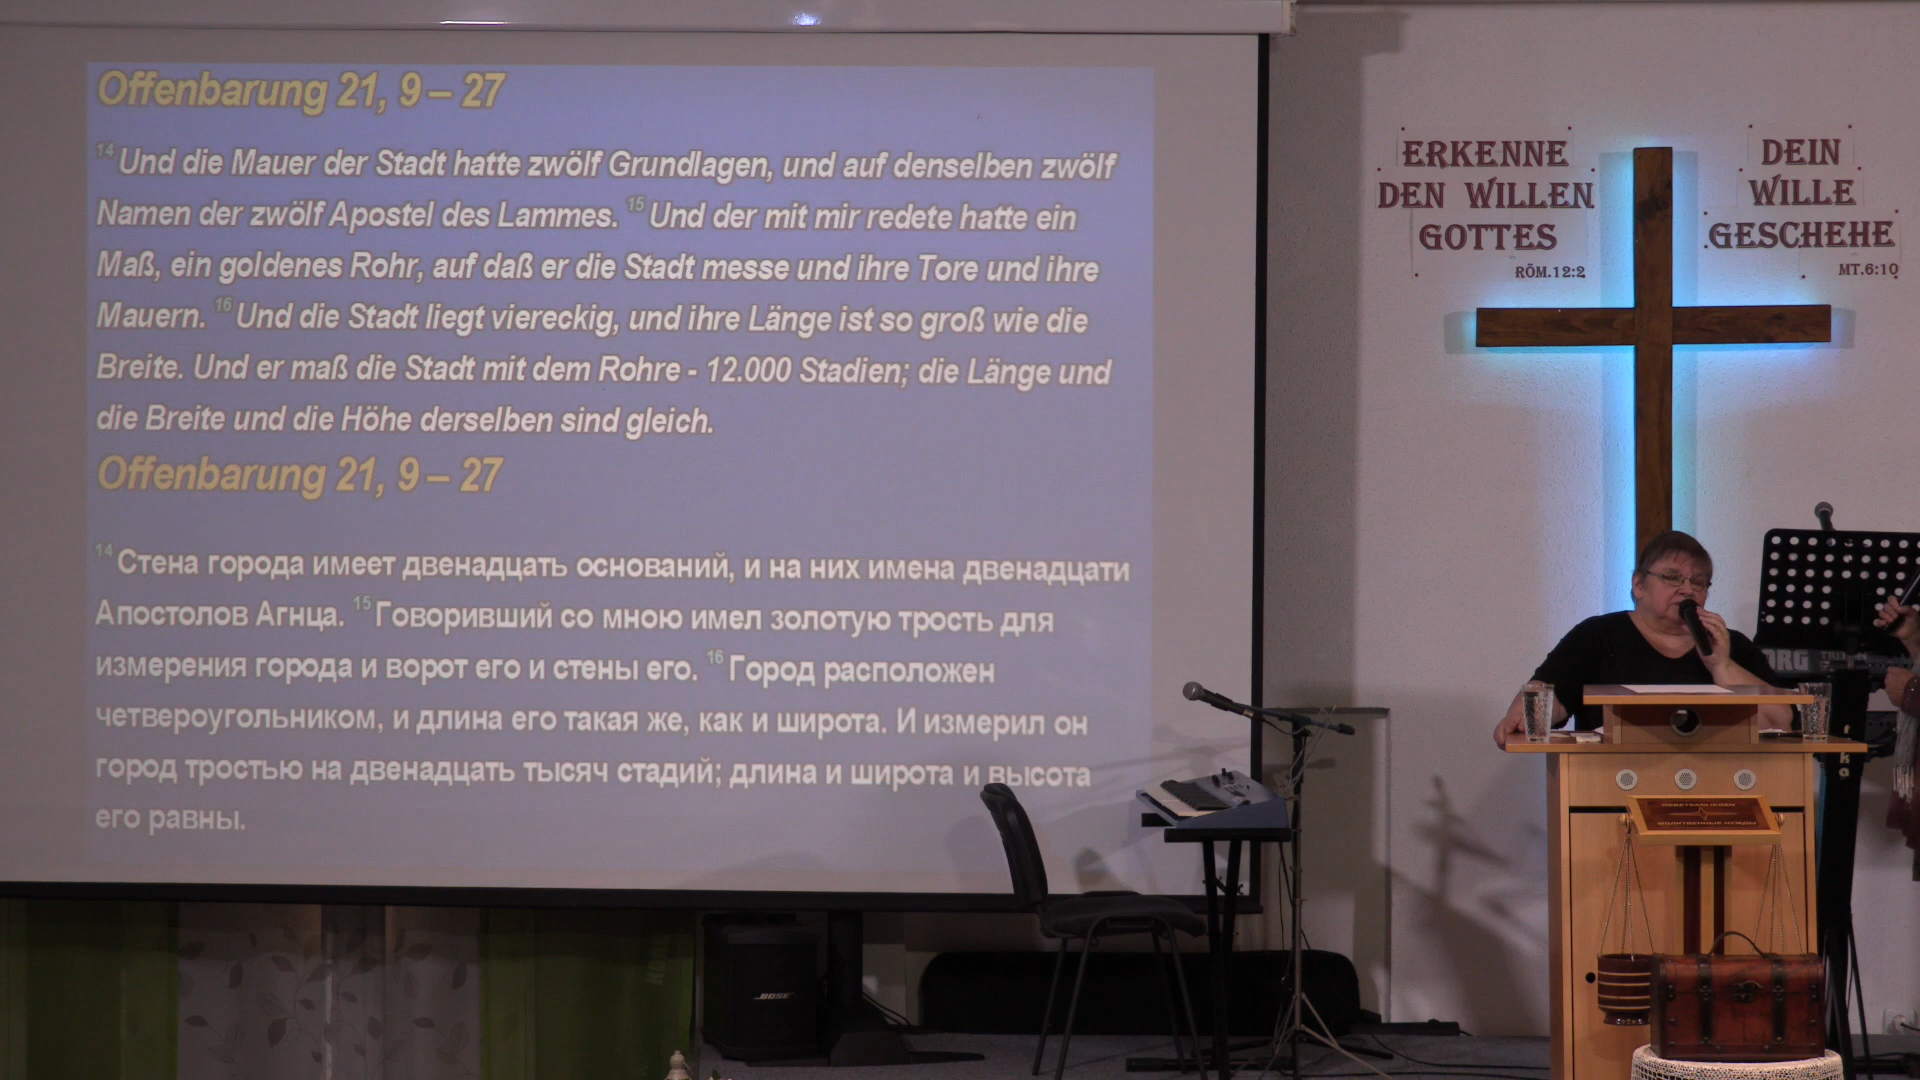 Offenbarung 21, 9 – 27
14 Und die Mauer der Stadt hatte zwölf Grundlagen, und auf denselben zwölf
Namen der zwölf Apostel des Lammes. 15 Und der mit mir redete hatte ein
Maß, ein goldenes Rohr, auf daß er die Stadt messe und ihre Tore und ihre
Mauern. 16 Und die Stadt liegt viereckig, und ihre Länge ist so groß wie die
Breite. Und er maß die Stadt mit dem Rohre - 12.000 Stadien; die Länge und
die Breite und die Höhe derselben sind gleich.
Offenbarung 21, 9 – 27
14 Стена города имеет двенадцать оснований, и на них имена двенадцати
Апостолов Агнца. 15 Говоривший со мною имел золотую трость для
измерения города и ворот его и стены его. 16 Город расположен
четвероугольником, и длина его такая же, как и широта. И измерил он
город тростью на двенадцать тысяч стадий; длина и широта и высота
его равны.
ERKENNE
DEN WILLEN
GOTTES
RÖM.12:2
DEIN
WILLE
GESCHEHE
MT.6:10
BOSE